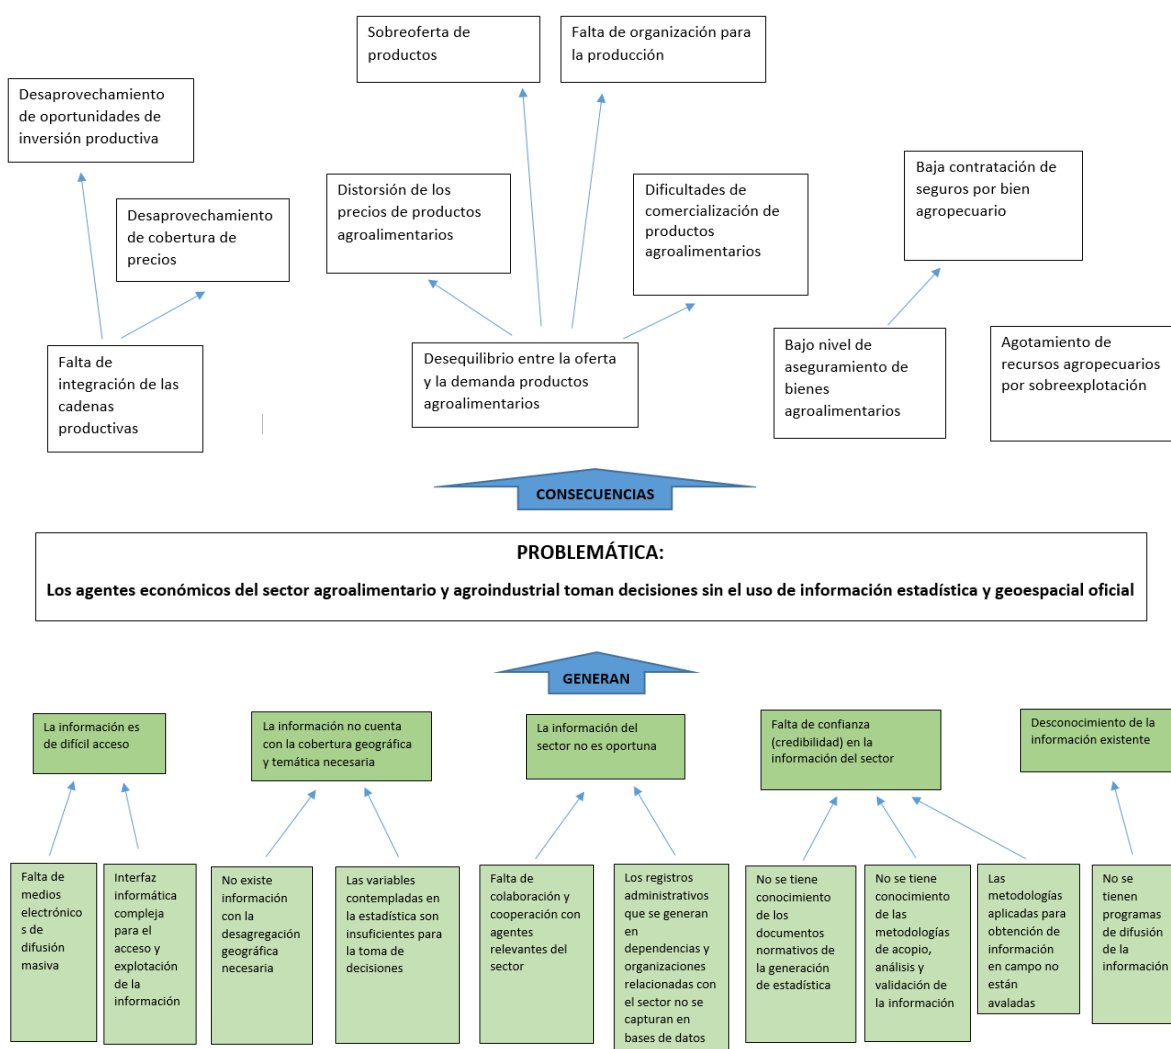 Sobreoferta de
productos
Falta de organización para
la producción
Desaprovechamiento
de oportunidades de
inversión productiva
Desaprovechamiento
de cobertura de
precios
Distorsión de los
precios de productos
agroalimentarios
Dificultades de
comercialización de
productos
agroalimentarios
Baja contratación de
seguros por bien
agropecuario
Falta de
integración de las
cadenas
productivas
Desequilibrio entre la oferta
y la demanda productos
agroalimentarios
Bajo nivel de
aseguramiento de
bienes
agroalimentarios
Agotamiento de
recursos agropecuarios
por sobreexplotación
CONSECUENCIAS
PROBLEMÁTICA:
Los agentes económicos del sector agroalimentario y agroindustrial toman decisiones sin el uso de información estadística y geoespacial oficial
GENERAN
La información es
de difícil acceso
La información no cuenta
con la cobertura geográfica
y temática necesaria
La información del
sector no es oportuna
Falta de confianza
(credibilidad) en la
información del sector
Desconocimiento de la
información existente
Falta de
medios
electrónico
s de
difusión
masiva
Interfaz
informática
compleja
para el
acceso y
explotación
de la
información
No existe
información
con la
desagregación
geográfica
necesaria
Las variables
contempladas en
la estadística son
insuficientes para
la toma de
decisiones
Falta de
colaboración y
cooperación con
agentes
relevantes del
sector
Los registros
administrativos
que se generan
en
dependencias y
organizaciones
relacionadas con
el sector no se
capturan en
bases de datos
No se tiene
conocimiento
de los
documentos
normativos de
la generación
de estadística
No se tiene
conocimiento
de las
metodologías
de acopio,
análisis y
validación de
la información
Las
metodologías
aplicadas para
obtención de
información
en campo no
están
avaladas
No se
tienen
programas
de difusión
de la
información